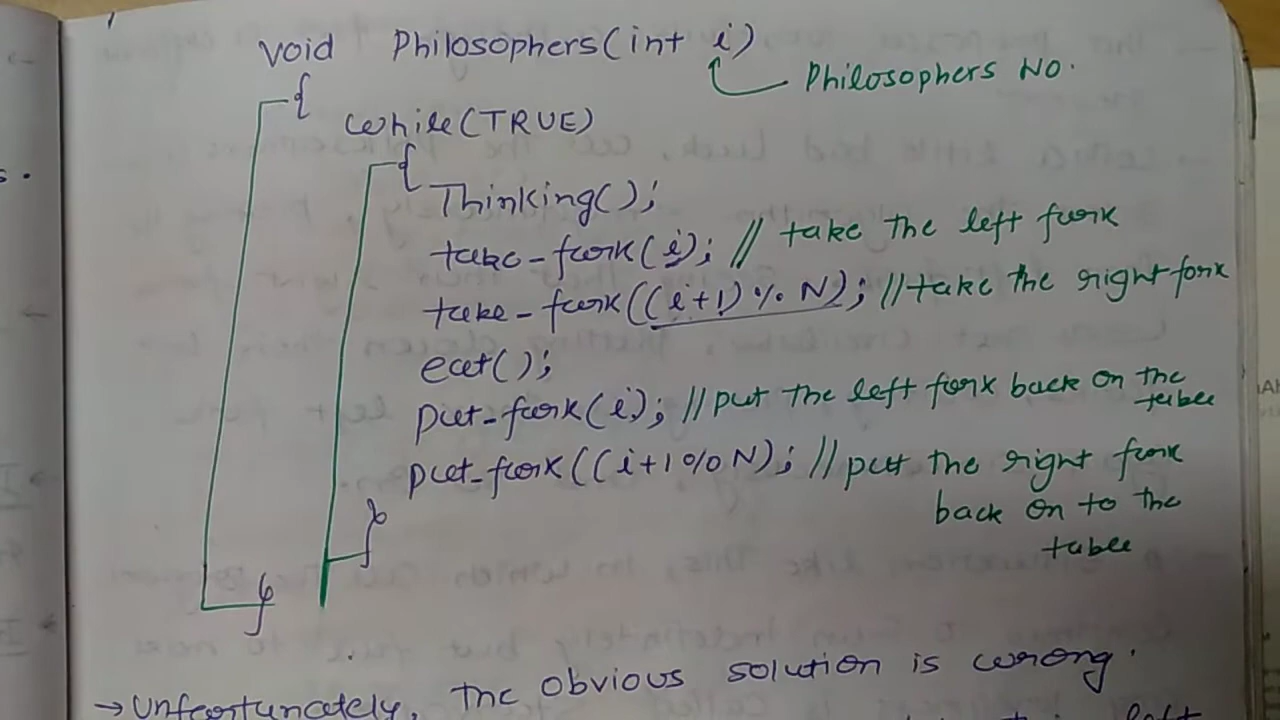 void Philosophers(int i)
Philosophers No.
{
while(TRUE)
{
Thinking();
take-fork(i); // take the left fork
take-fork((i+1)%N); // take the right fork
eat();
put-fork(i); // put the left fork back on the
table
put-fork((i+1%N); // put the right fork
back on to the
table
}
}
→ Unfortunately, The obvious solution is wrong.
left
s.